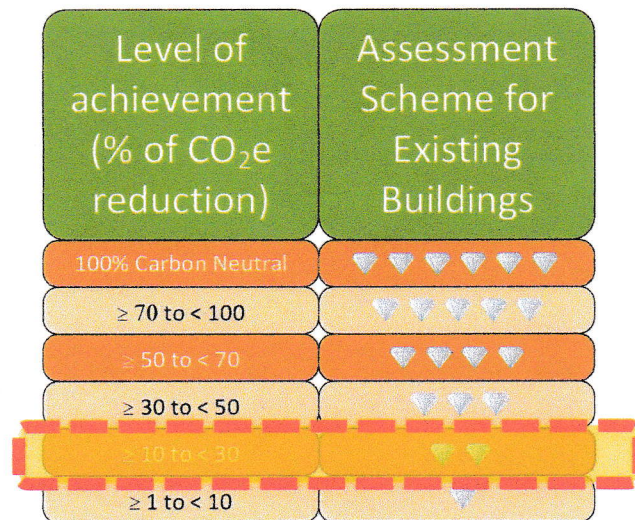 Level of
achievement
(% of CO₂e
reduction)
Assessment
Scheme for
Existing
Buildings
100% Carbon Neutral
≥ 70 to < 100
≥ 50 to < 70
≥ 30 to < 50
≥ 10 to < 30
≥ 1 to < 10